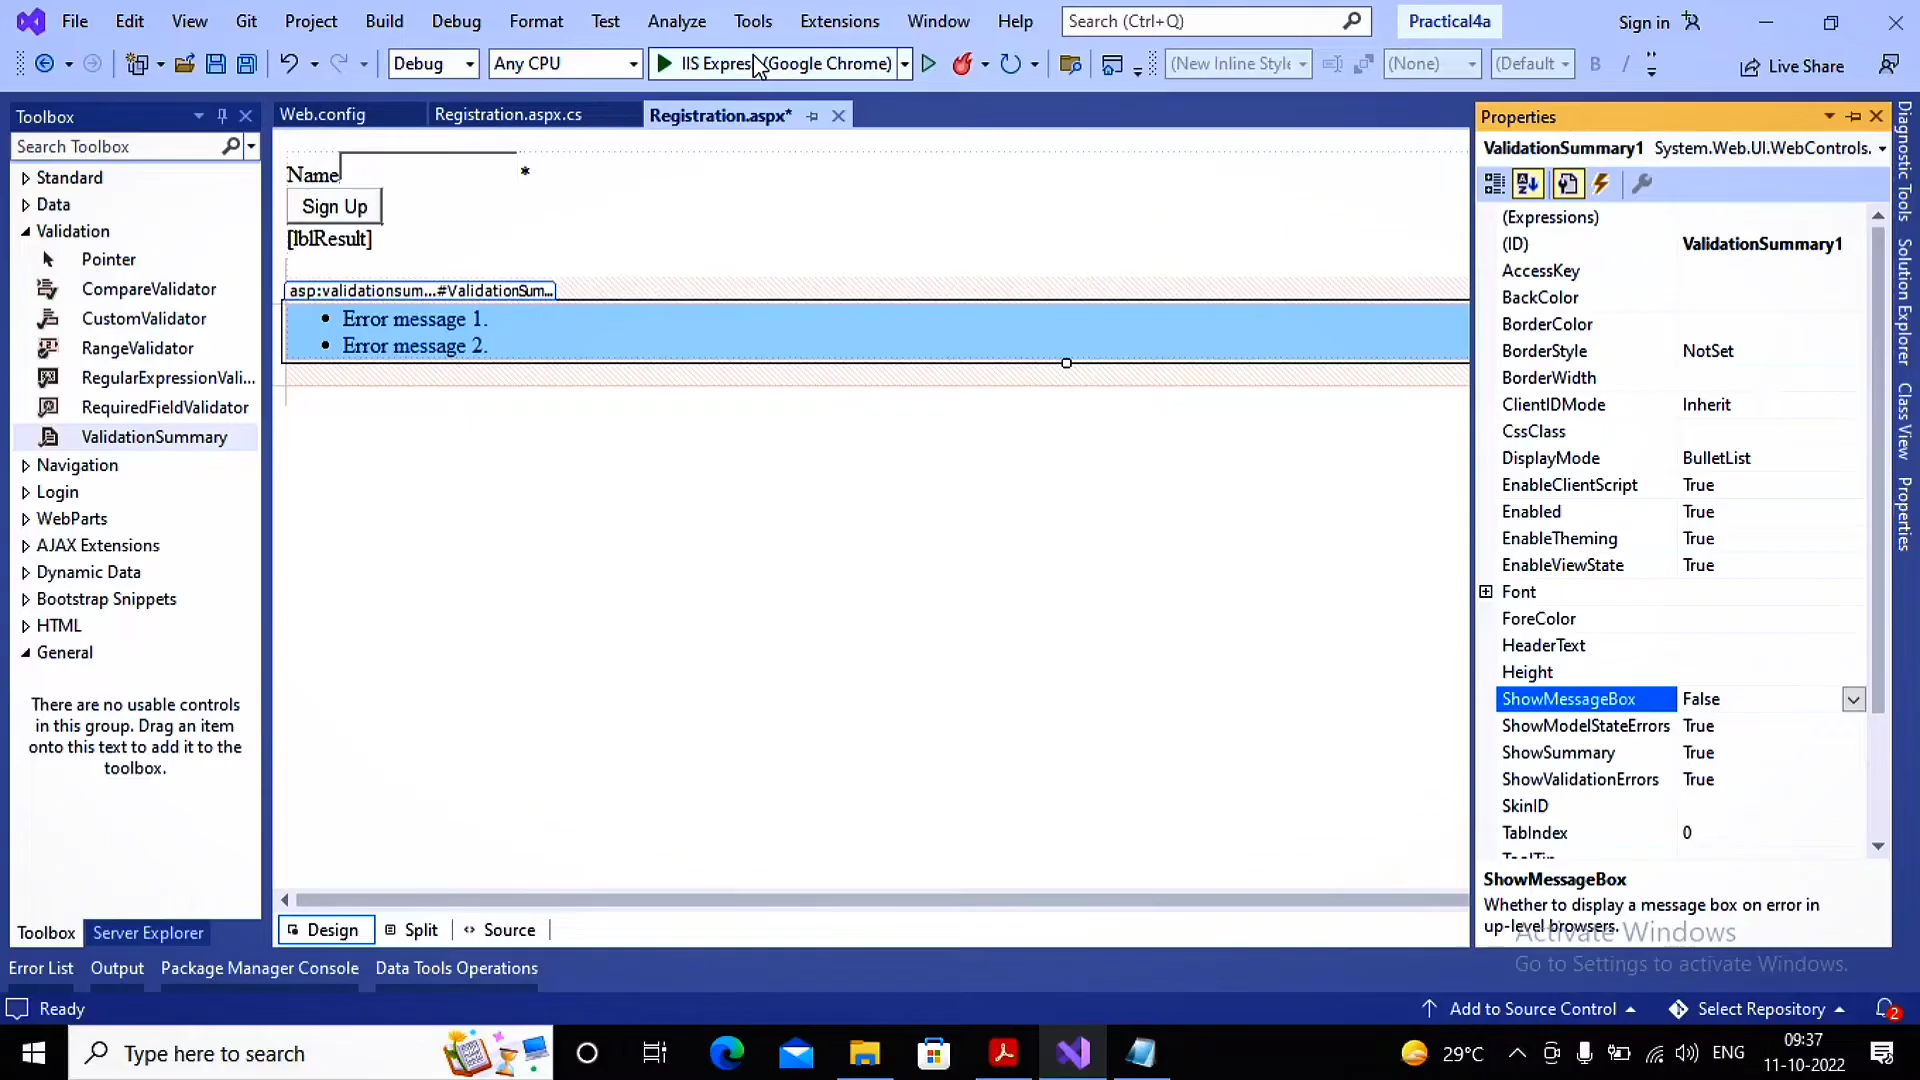 File Edit View Git Project Build Debug Format Test Analyze Tools Extensions Window Help Search (Ctrl+Q) Practical4a Sign in
Debug Any CPU IIS Express (Google Chrome) (New Inline Style (None) (Default B I Live Share
Toolbox
Search Toolbox
Standard
Data
Validation
Pointer
CompareValidator
CustomValidator
RangeValidator
RegularExpressionVali...
RequiredFieldValidator
ValidationSummary
Navigation
Login
WebParts
AJAX Extensions
Dynamic Data
Bootstrap Snippets
HTML
General
There are no usable controls
in this group. Drag an item
onto this text to add it to the
toolbox.
Toolbox Server Explorer
Web.config Registration.aspx.cs Registration.aspx*
Name *
Sign Up
[lblResult]
asp:validationsum...#ValidationSum...
Error message 1.
Error message 2.
Design Split Source
Properties
ValidationSummary1 System.Web.UI.WebControls.
(Expressions)
(ID) ValidationSummary1
AccessKey
BackColor
BorderColor
BorderStyle NotSet
BorderWidth
ClientIDMode Inherit
CssClass
DisplayMode BulletList
EnableClientScript True
Enabled True
EnableTheming True
EnableViewState True
Font
ForeColor
HeaderText
Height
ShowMessageBox False
ShowModelStateErrors True
ShowSummary True
ShowValidationErrors True
SkinID
TabIndex 0
ToolTip
ShowMessageBox
Whether to display a message box on error in
up-level browsers.
Activate Windows
Go to Settings to activate Windows.
Diagnostic Tools
Solution Explorer
Class View
Properties
Error List Output Package Manager Console Data Tools Operations
Ready Add to Source Control Select Repository 2
Type here to search 29°C ENG 09:37
11-10-2022